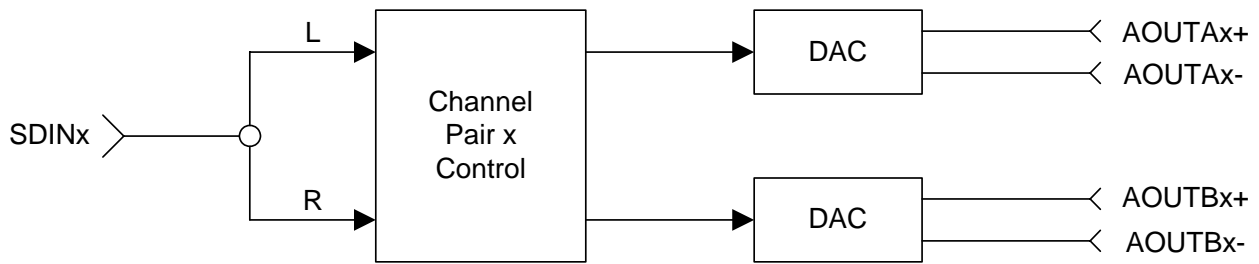 L
SDINx
R
Channel
Pair x
Control
DAC
AOUTAx+
AOUTAx-
DAC
AOUTBx+
AOUTBx-